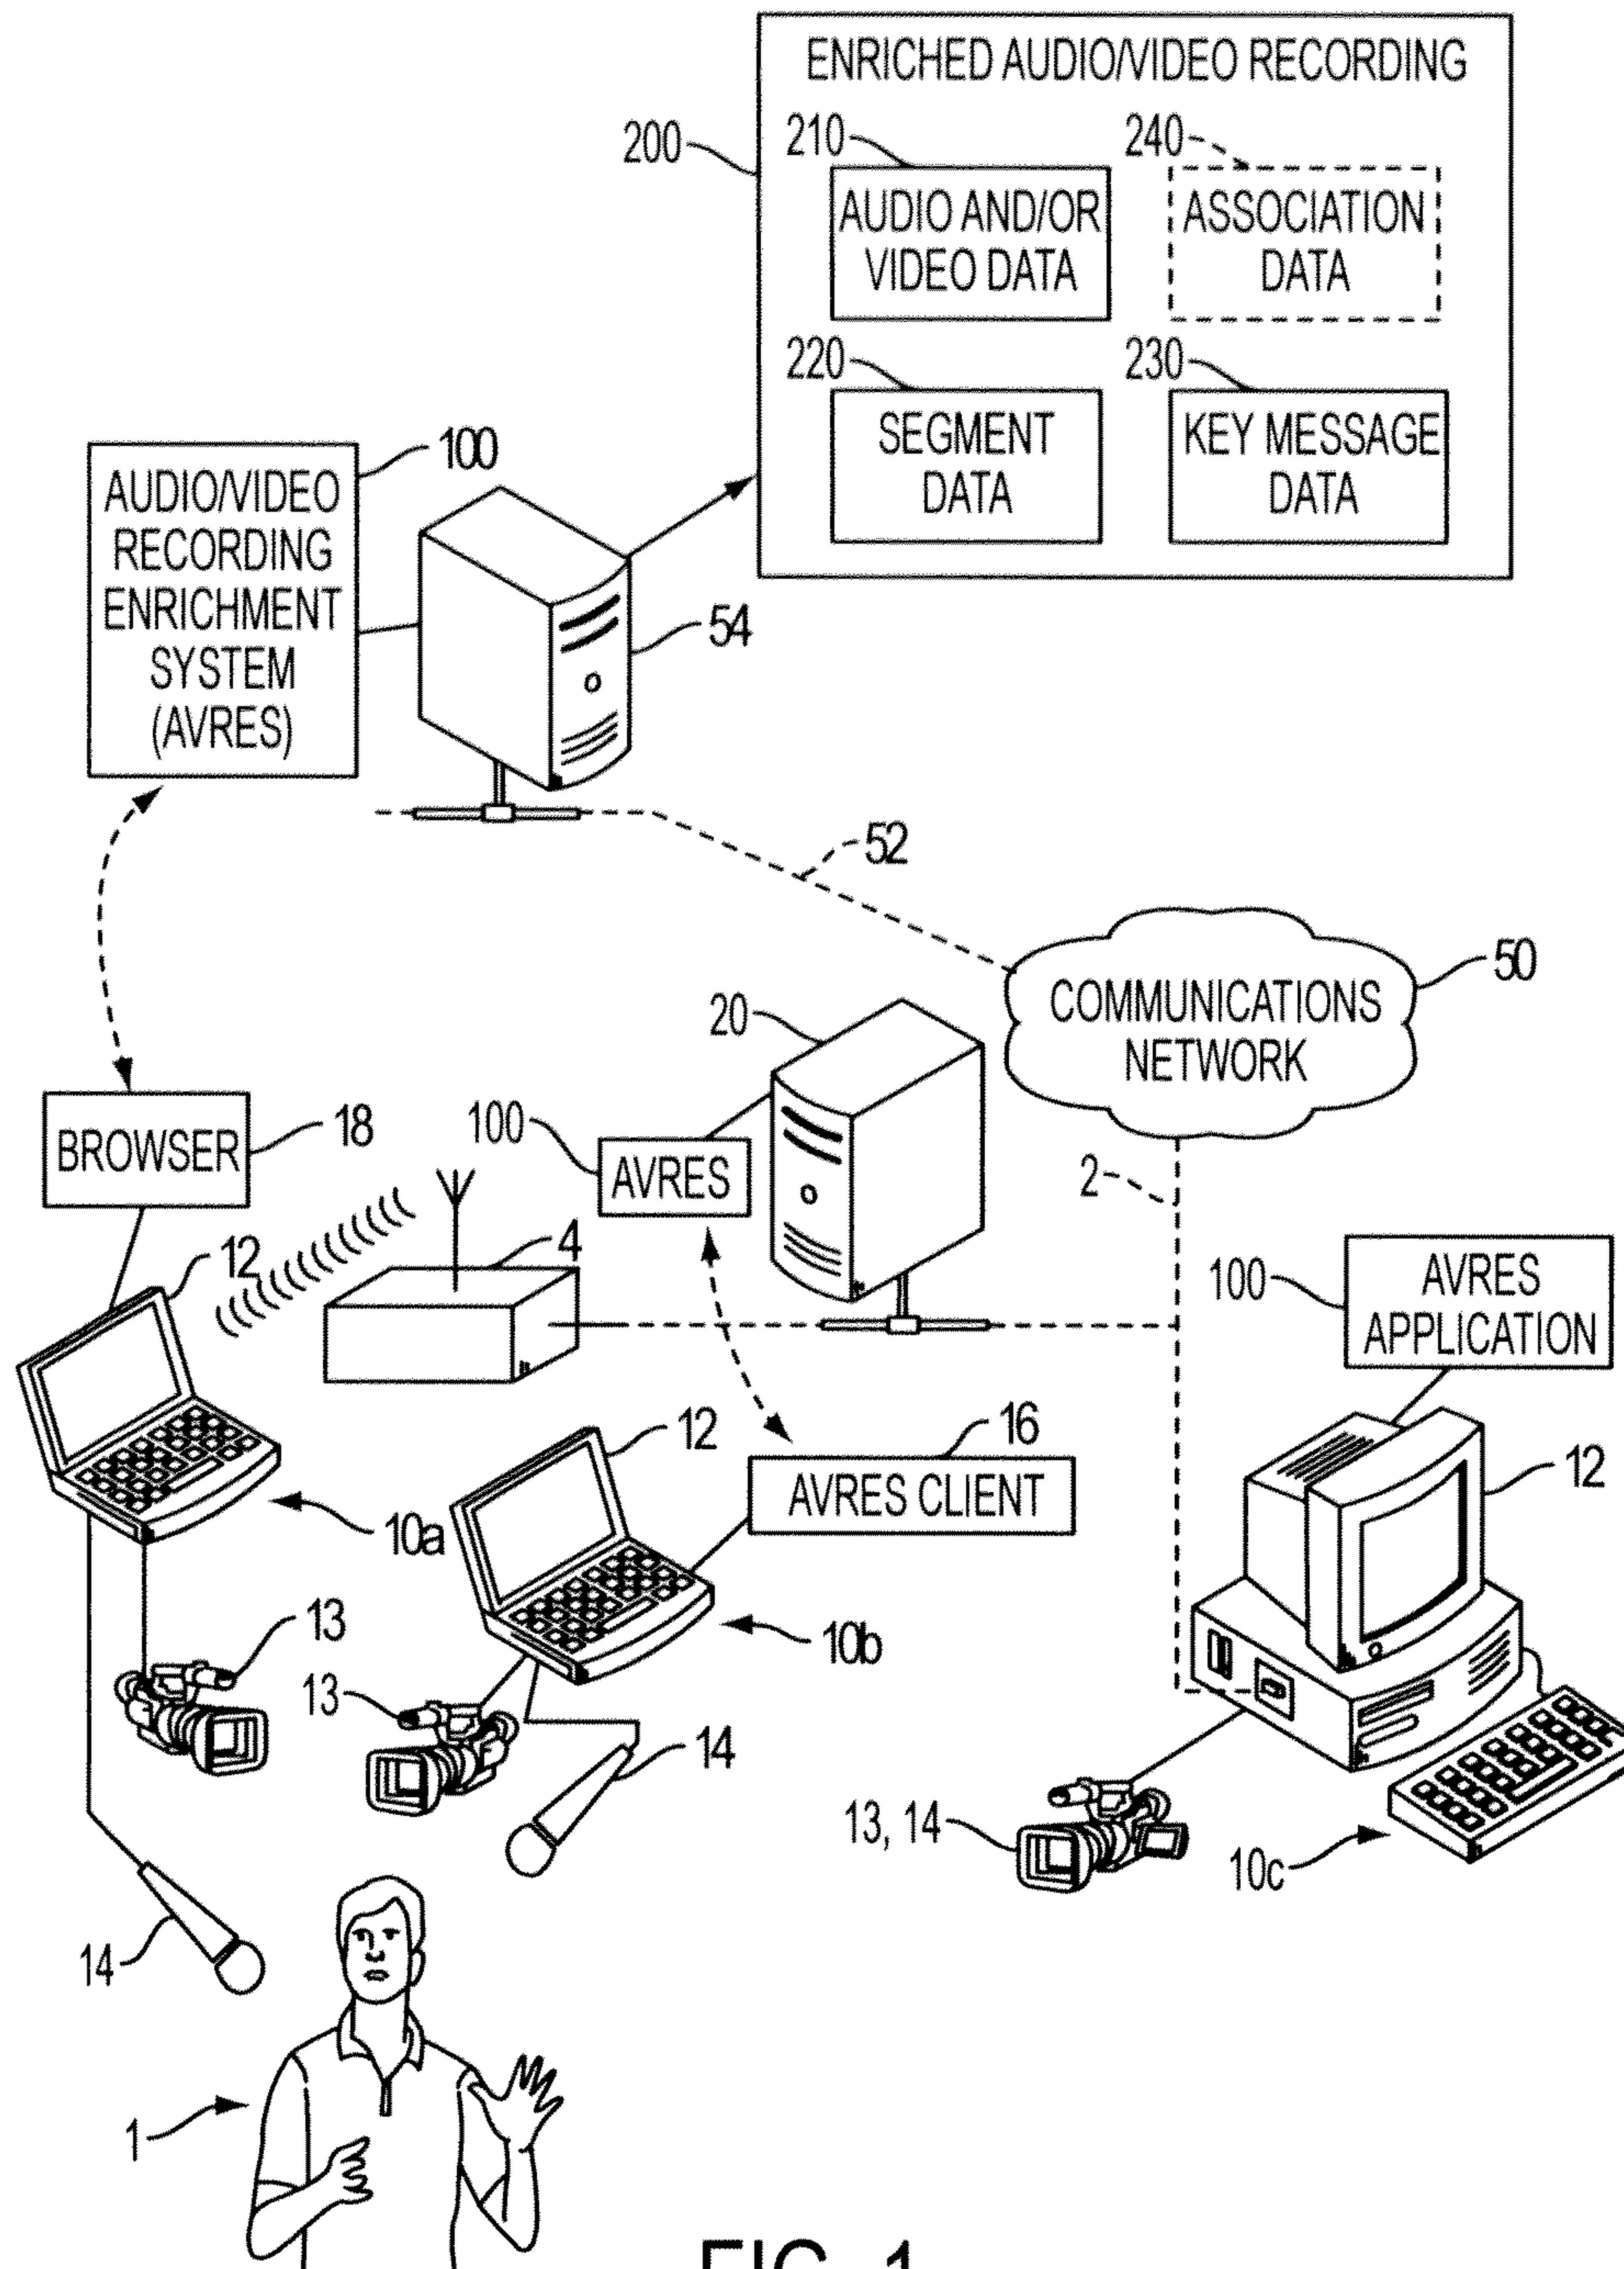 ENRICHED AUDIO/VIDEO RECORDING
200
210
240
AUDIO AND/OR
VIDEO DATA
ASSOCIATION
DATA
220
230
SEGMENT
DATA
KEY MESSAGE
DATA
100
AUDIO/VIDEO
RECORDING
ENRICHMENT
SYSTEM
(AVRES)
54
52
50
COMMUNICATIONS
NETWORK
20
18
BROWSER
100
AVRES
2
12
4
100
AVRES
APPLICATION
12
16
AVRES CLIENT
12
10a
10b
13
13
14
13, 14
10c
14
1
FIG. 1